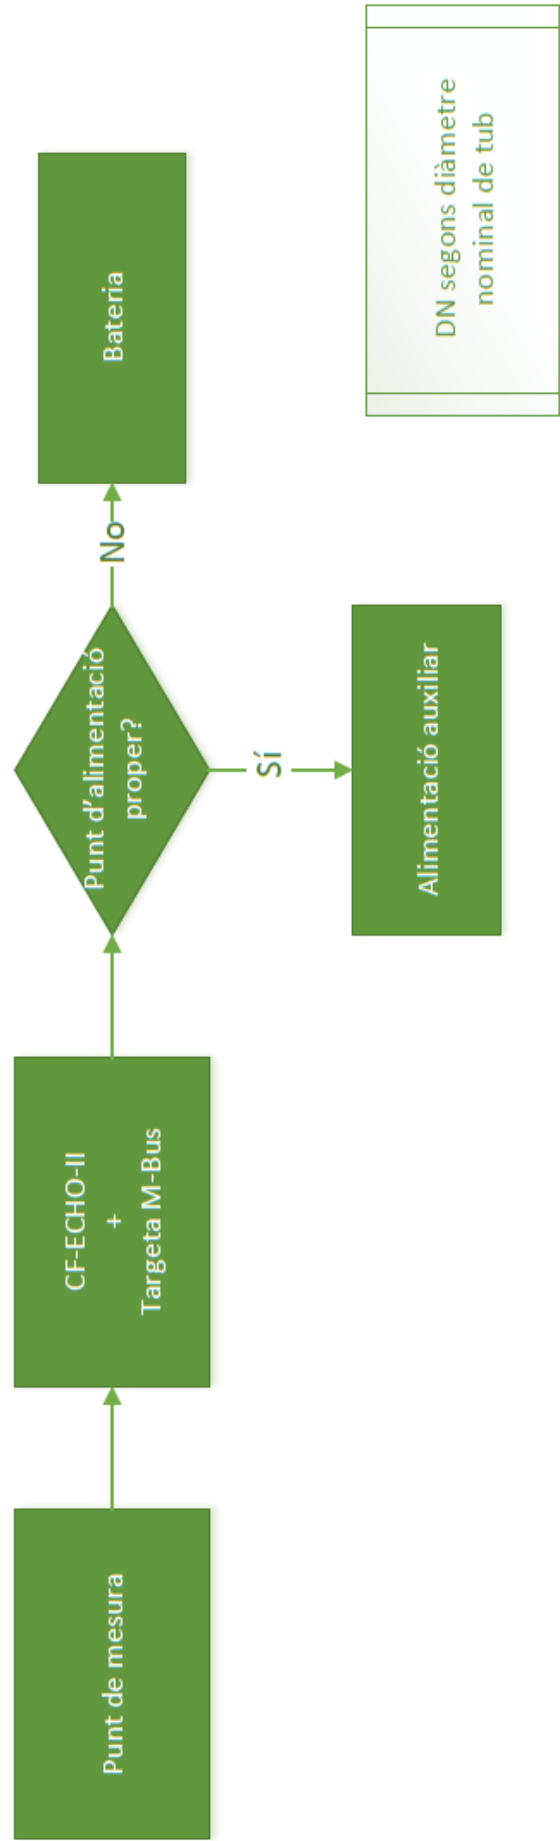 Punt de mesura
CF-ECHO-II
+
Targeta M-Bus
Punt d’alimentació
proper?
No
Bateria
Sí
Alimentació auxiliar
DN segons diàmetre
nominal de tub